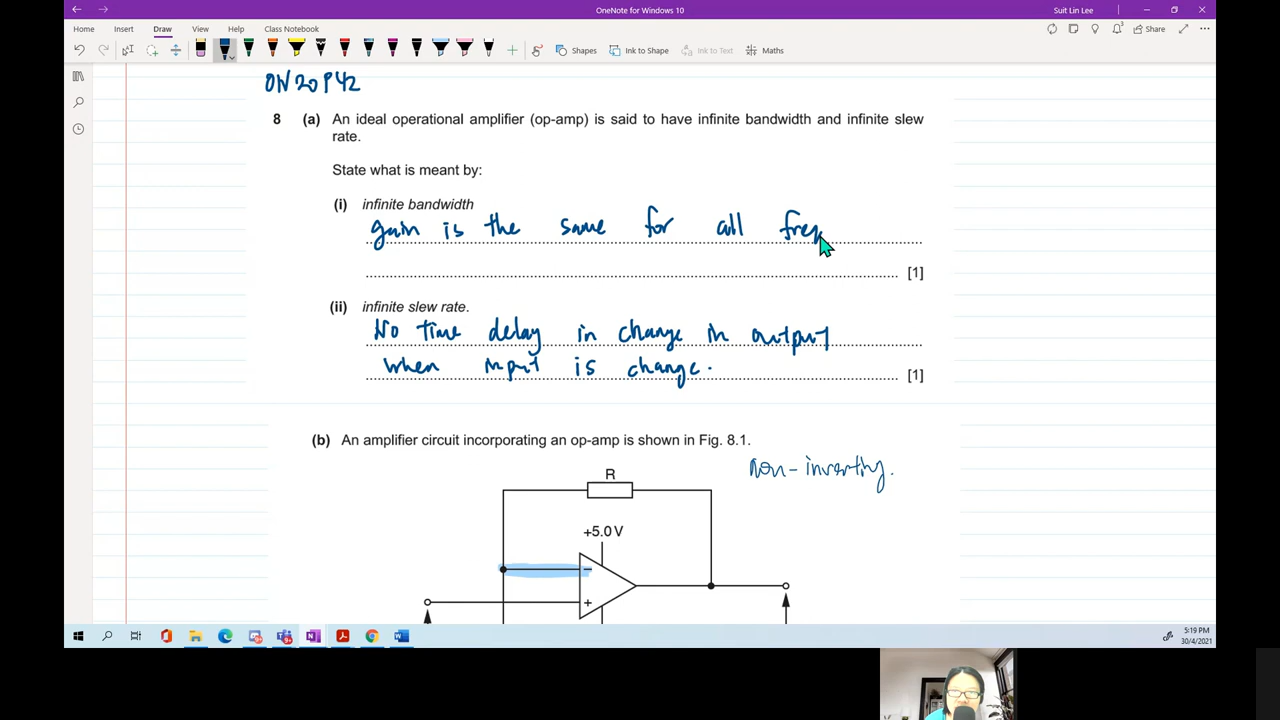 OneNote for Windows 10
Suit Lin Lee
Home Insert Draw View Help Class Notebook
Share
Shapes Ink to Shape Ink to Text Maths
ON20P42
8 (a) An ideal operational amplifier (op-amp) is said to have infinite bandwidth and infinite slew
rate.
State what is meant by:
(i) infinite bandwidth
gain is the same for all freq
[1]
(ii) infinite slew rate.
No time delay in change in output
when input is change.
[1]
(b) An amplifier circuit incorporating an op-amp is shown in Fig. 8.1.
non-inverting.
R
+5.0 V
–
+
5:19 PM
30/4/2021